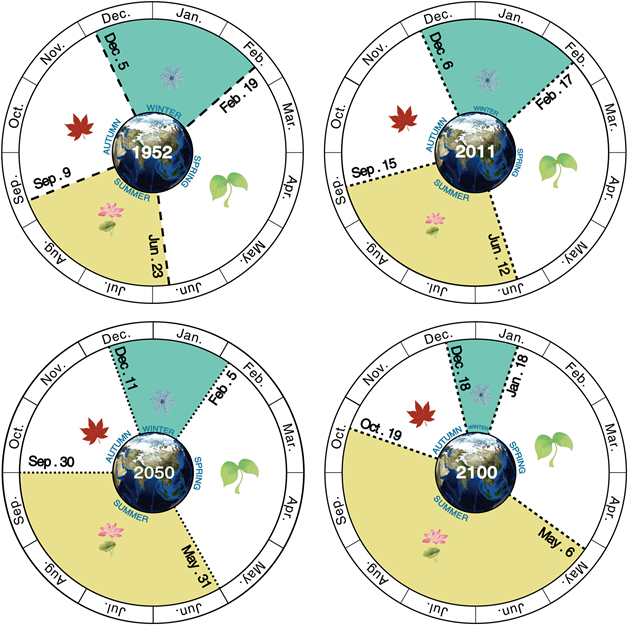 Dec.
Jan.
Feb.
Mar.
Apr.
May.
Jun.
Jul.
Aug.
Sep.
Oct.
Nov.
Dec. 5
Feb. 19
Jun. 23
Sep. 9
WINTER
SPRING
SUMMER
AUTUMN
1952
Dec.
Jan.
Feb.
Mar.
Apr.
May.
Jun.
Jul.
Aug.
Sep.
Oct.
Nov.
Dec. 6
Feb. 17
Jun. 12
Sep. 15
WINTER
SPRING
SUMMER
AUTUMN
2011
Dec.
Jan.
Feb.
Mar.
Apr.
May.
Jun.
Jul.
Aug.
Sep.
Oct.
Nov.
Dec. 11
Feb. 5
May. 31
Sep. 30
WINTER
SPRING
SUMMER
AUTUMN
2050
Dec.
Jan.
Feb.
Mar.
Apr.
May.
Jun.
Jul.
Aug.
Sep.
Oct.
Nov.
Dec. 18
Jan. 18
May. 6
Oct. 19
WINTER
SPRING
SUMMER
AUTUMN
2100